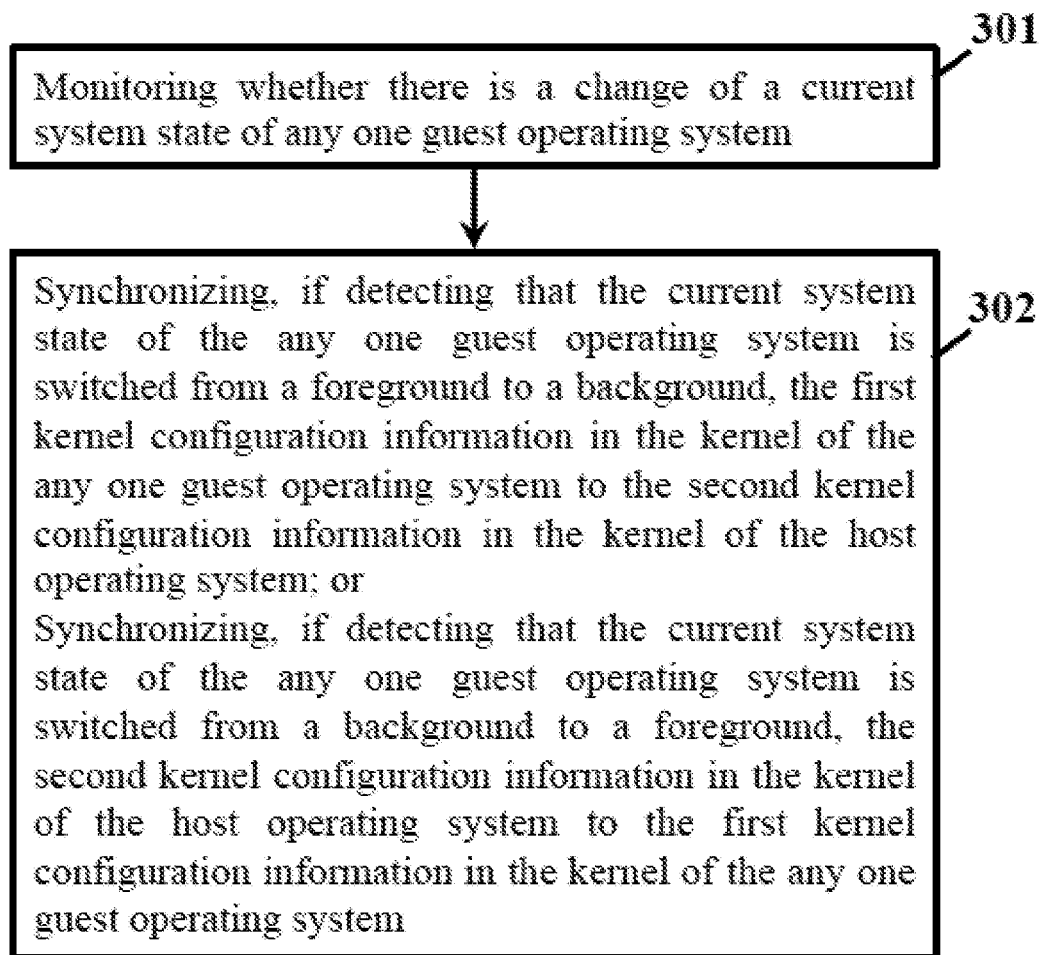 301
Monitoring whether there is a change of a current
system state of any one guest operating system
302
Synchronizing, if detecting that the current system
state of the any one guest operating system is
switched from a foreground to a background, the first
kernel configuration information in the kernel of the
any one guest operating system to the second kernel
configuration information in the kernel of the host
operating system; or
Synchronizing, if detecting that the current system
state of the any one guest operating system is
switched from a background to a foreground, the
second kernel configuration information in the kernel
of the host operating system to the first kernel
configuration information in the kernel of the any one
guest operating system